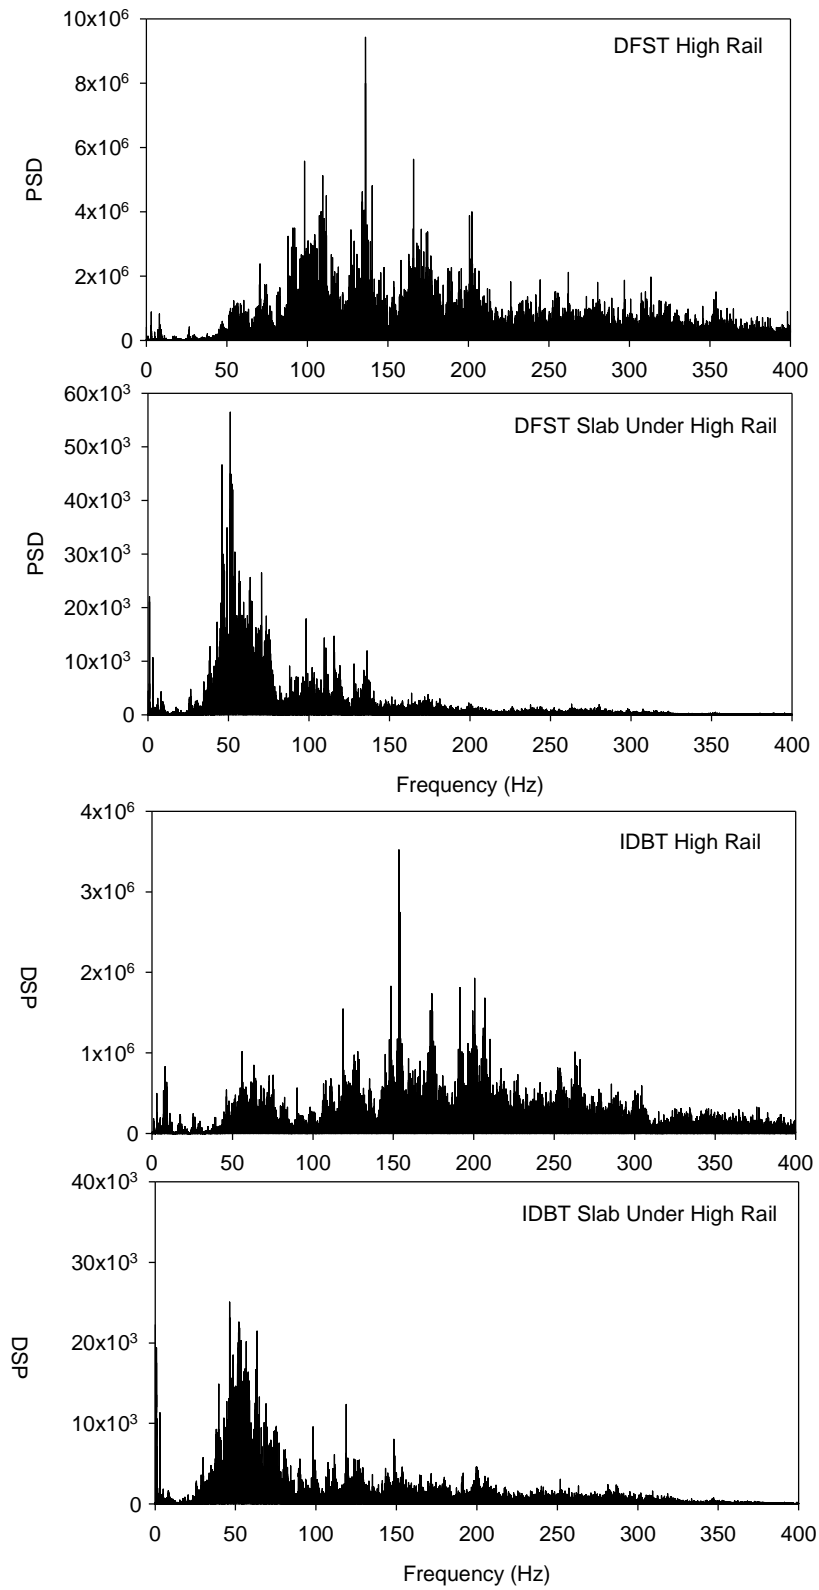 10x10⁶
DFST High Rail
8x10⁶
6x10⁶
PSD
4x10⁶
2x10⁶
0
0 50 100 150 200 250 300 350 400
60x10³
DFST Slab Under High Rail
50x10³
40x10³
PSD
30x10³
20x10³
10x10³
0
0 50 100 150 200 250 300 350 400
Frequency (Hz)
4x10⁶
IDBT High Rail
3x10⁶
DSP
2x10⁶
1x10⁶
0
0 50 100 150 200 250 300 350 400
40x10³
IDBT Slab Under High Rail
30x10³
DSP
20x10³
10x10³
0
0 50 100 150 200 250 300 350 400
Frequency (Hz)